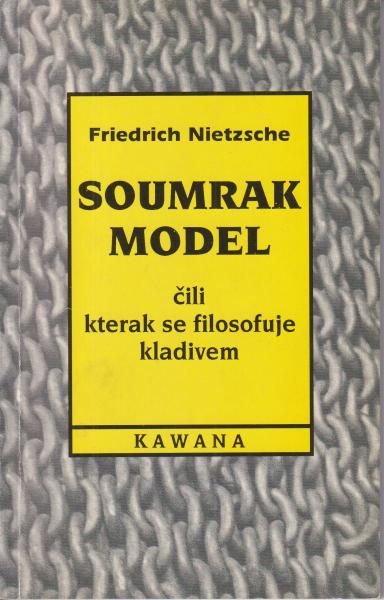 Friedrich Nietzsche
SOUMRAK
MODEL
čili
kterak se filosofuje
kladivem
KAWANA